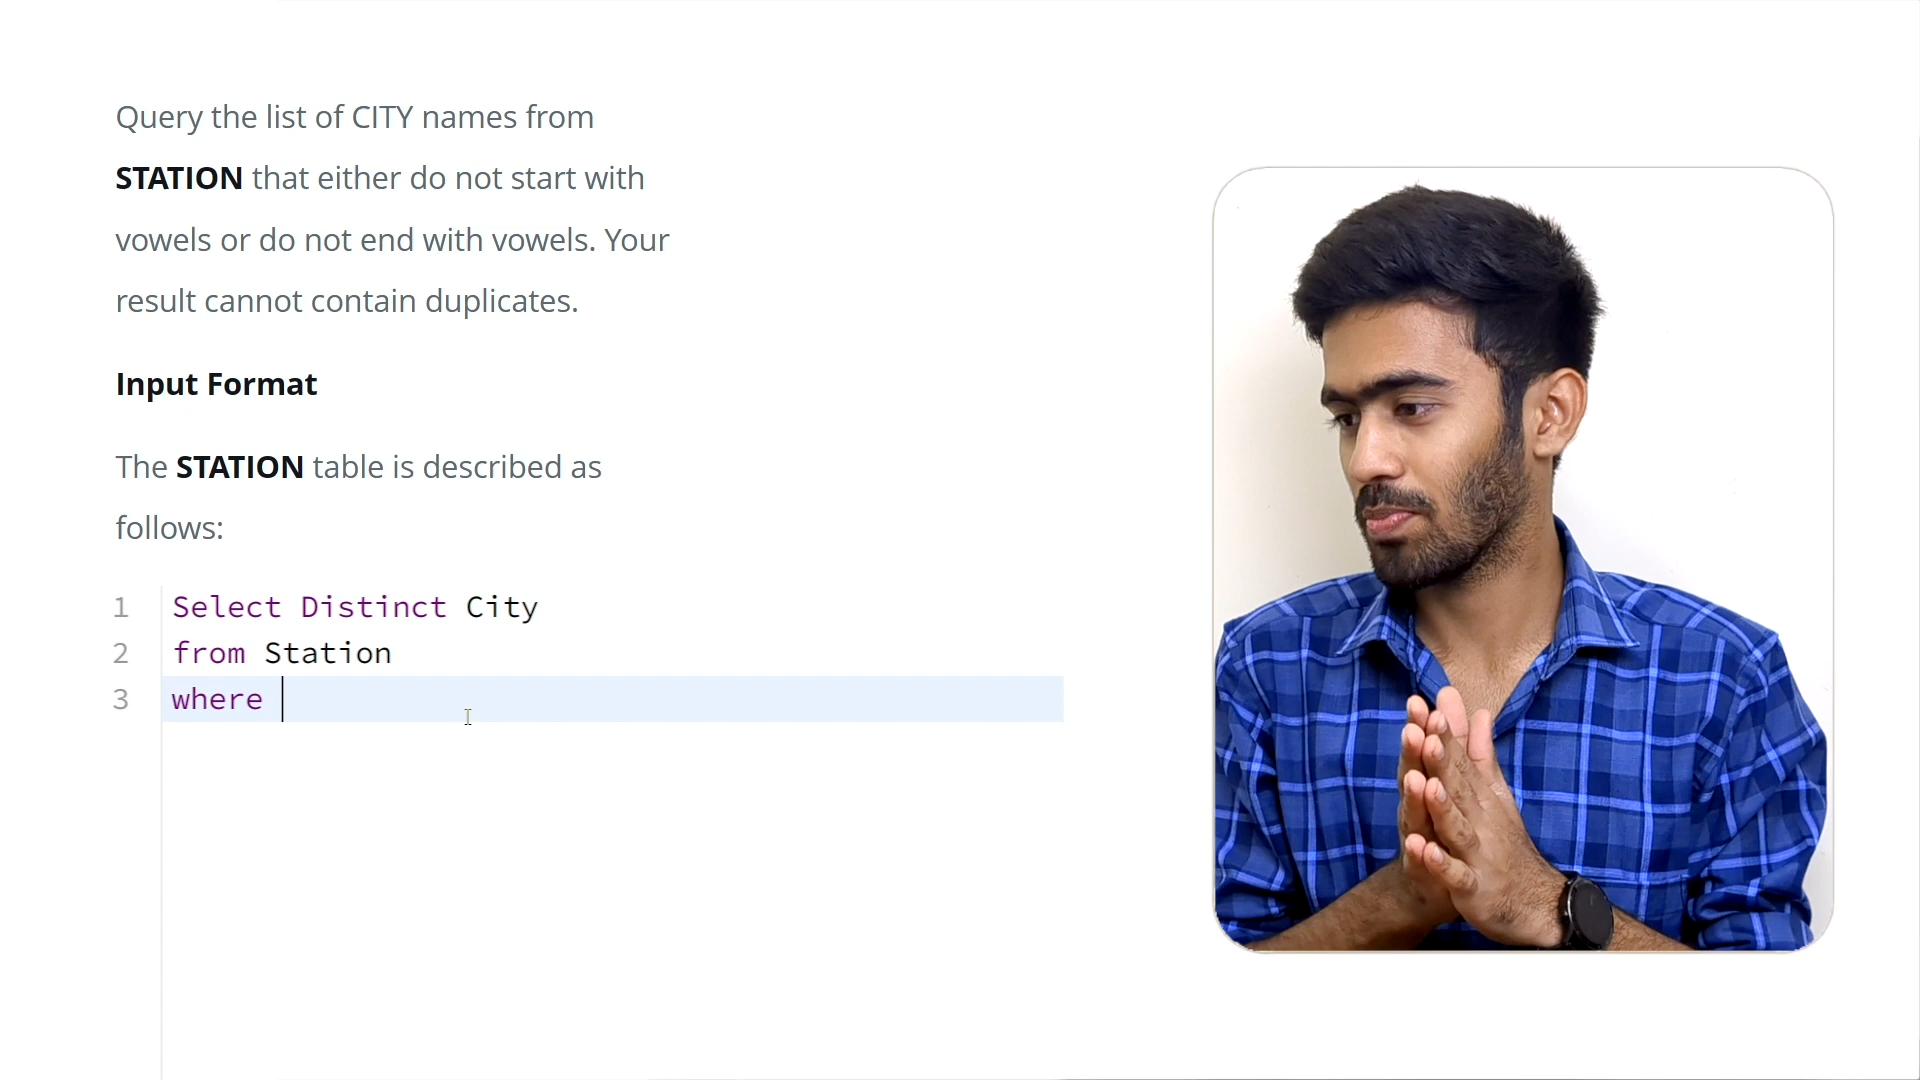 Query the list of CITY names from
STATION that either do not start with
vowels or do not end with vowels. Your
result cannot contain duplicates.
Input Format
The STATION table is described as
follows:
1 Select Distinct City
2 from Station
3 where